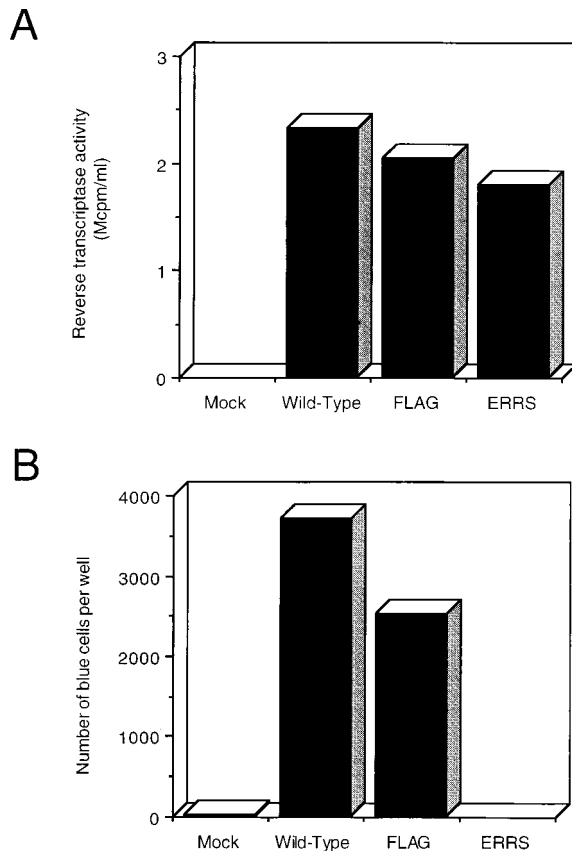 A
Reverse transcriptase activity
(Mcpm/ml)
3
2
1
0
Mock Wild-Type FLAG ERRS
B
Number of blue cells per well
4000
3000
2000
1000
0
Mock Wild-Type FLAG ERRS